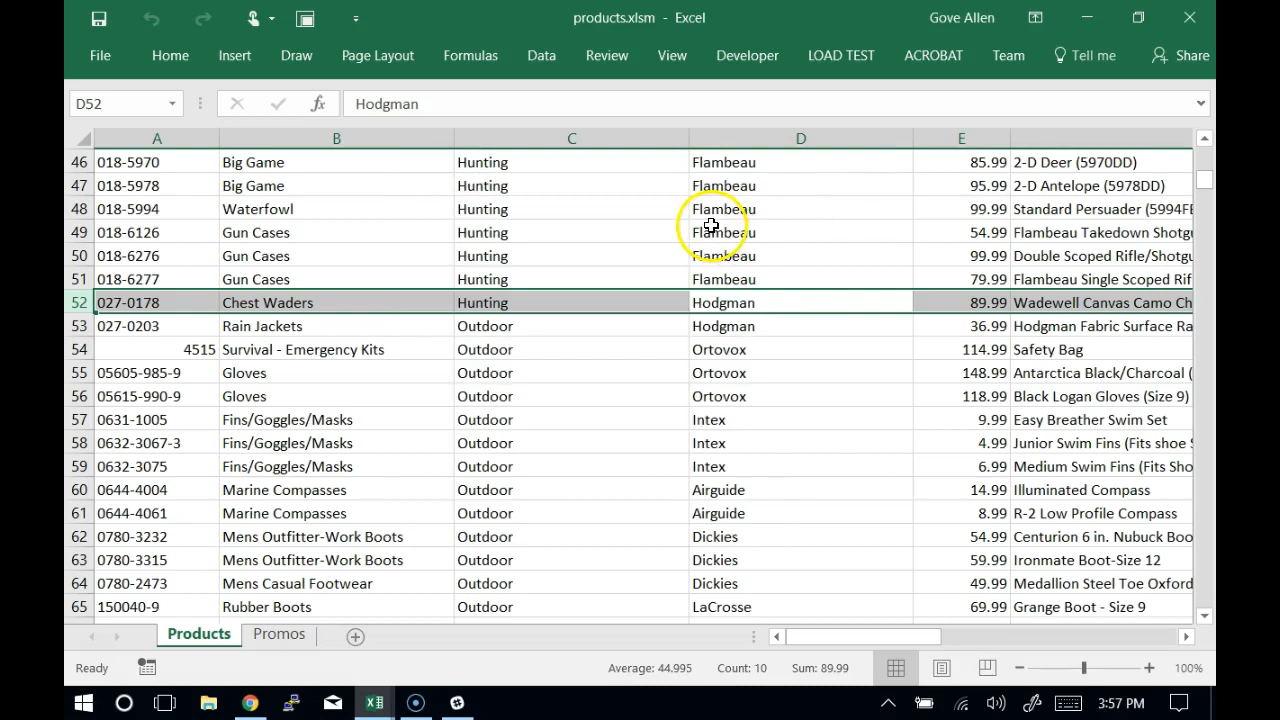 products.xlsm - Excel
Gove Allen
File Home Insert Draw Page Layout Formulas Data Review View Developer LOAD TEST ACROBAT Team Tell me Share
D52 fx Hodgman
A B C D E
46 018-5970 Big Game Hunting Flambeau 85.99 2-D Deer (5970DD)
47 018-5978 Big Game Hunting Flambeau 95.99 2-D Antelope (5978DD)
48 018-5994 Waterfowl Hunting Flambeau 99.99 Standard Persuader (5994FE
49 018-6126 Gun Cases Hunting Flambeau 54.99 Flambeau Takedown Shotgu
50 018-6276 Gun Cases Hunting Flambeau 99.99 Double Scoped Rifle/Shotgu
51 018-6277 Gun Cases Hunting Flambeau 79.99 Flambeau Single Scoped Rif
52 027-0178 Chest Waders Hunting Hodgman 89.99 Wadewell Canvas Camo Ch
53 027-0203 Rain Jackets Outdoor Hodgman 36.99 Hodgman Fabric Surface Ra
54 4515 Survival - Emergency Kits Outdoor Ortovox 114.99 Safety Bag
55 05605-985-9 Gloves Outdoor Ortovox 148.99 Antarctica Black/Charcoal (
56 05615-990-9 Gloves Outdoor Ortovox 118.99 Black Logan Gloves (Size 9)
57 0631-1005 Fins/Goggles/Masks Outdoor Intex 9.99 Easy Breather Swim Set
58 0632-3067-3 Fins/Goggles/Masks Outdoor Intex 4.99 Junior Swim Fins (Fits shoe S
59 0632-3075 Fins/Goggles/Masks Outdoor Intex 6.99 Medium Swim Fins (Fits Sho
60 0644-4004 Marine Compasses Outdoor Airguide 14.99 Illuminated Compass
61 0644-4061 Marine Compasses Outdoor Airguide 8.99 R-2 Low Profile Compass
62 0780-3232 Mens Outfitter-Work Boots Outdoor Dickies 54.99 Centurion 6 in. Nubuck Boo
63 0780-3315 Mens Outfitter-Work Boots Outdoor Dickies 59.99 Ironmate Boot-Size 12
64 0780-2473 Mens Casual Footwear Outdoor Dickies 49.99 Medallion Steel Toe Oxford
65 150040-9 Rubber Boots Outdoor LaCrosse 69.99 Grange Boot - Size 9
Products Promos
Ready Average: 44.995 Count: 10 Sum: 89.99 100%
3:57 PM